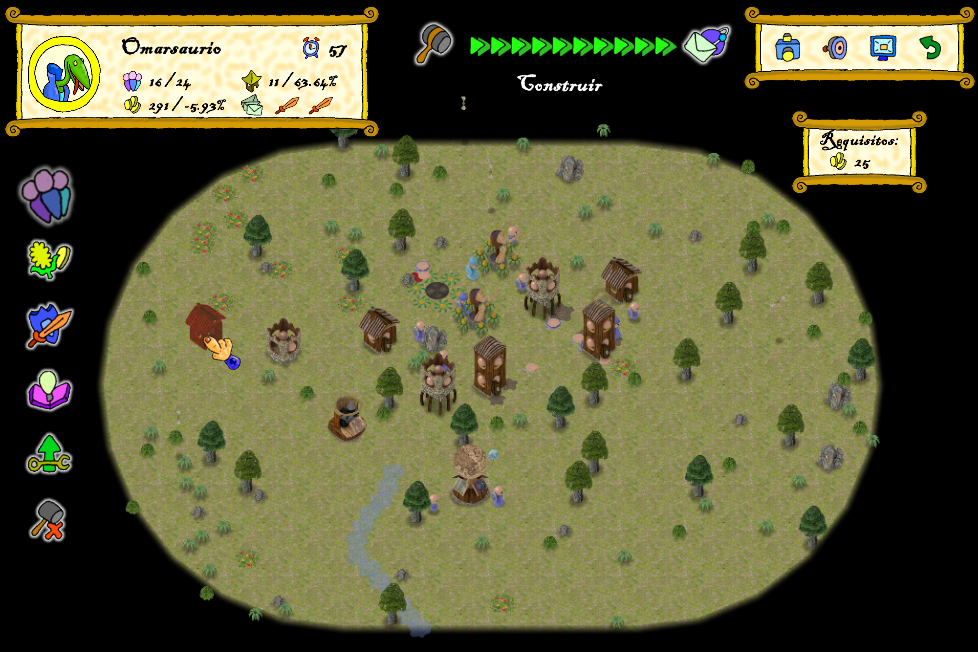 Omarsaurio
57
16 / 24
11 / 63.64%
291 / -5.93%
Construir
Requisitos:
25